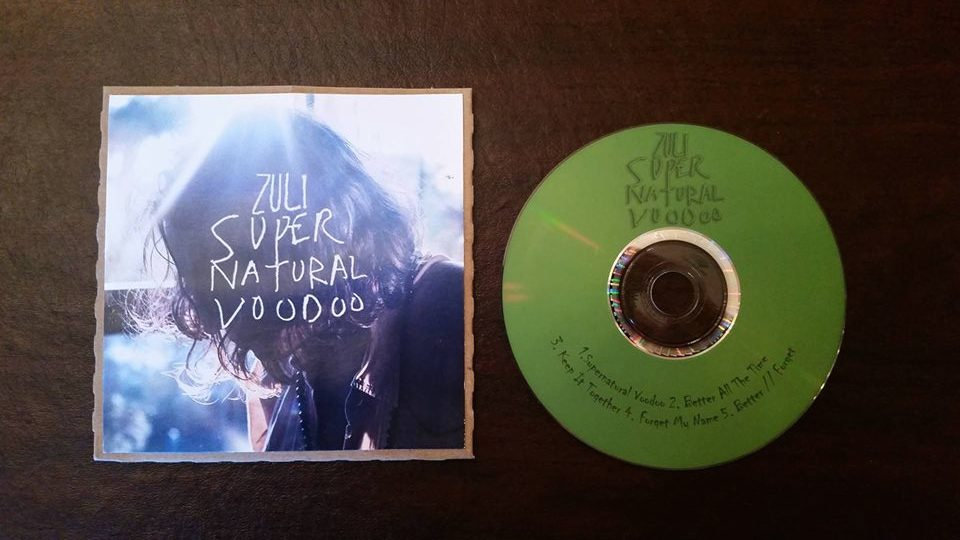 ZULI
SUPER
NATURAL
VOODOO
ZULI
SUPER
NATURAL
VOODOO
1. Supernatural Voodoo 2. Better All The Time
3. Keep It Together 4. Forget My Name 5. Better // Forget